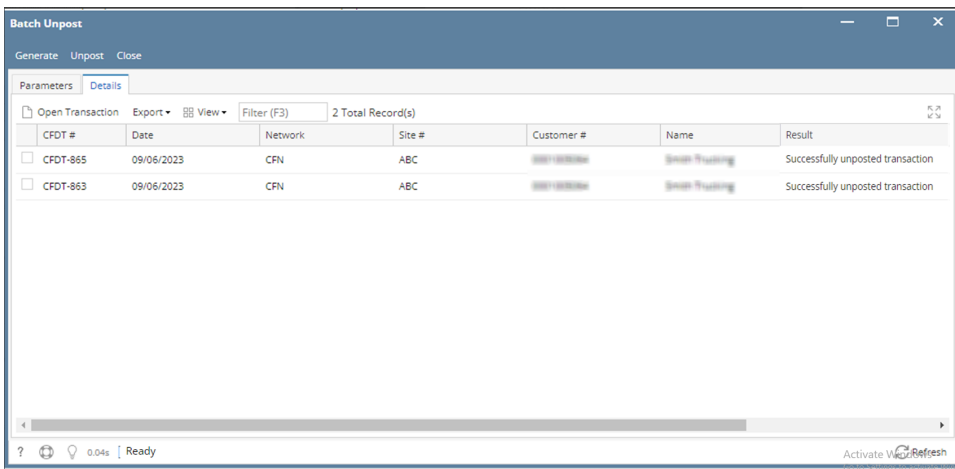 Batch Unpost
Generate Unpost Close
Parameters Details
Open Transaction Export View Filter (F3) 2 Total Record(s)
CFDT # Date Network Site # Customer # Name Result
CFDT-865 09/06/2023 CFN ABC Successfully unposted transaction
CFDT-863 09/06/2023 CFN ABC Successfully unposted transaction
? 0.04s Ready Activate Windows Refresh